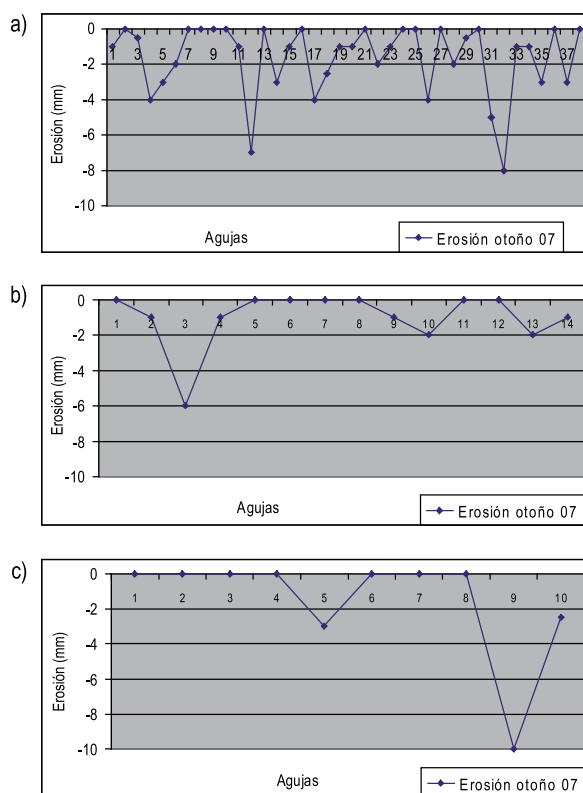 a)
Erosión (mm)
0
-2
-4
-6
-8
-10
1 3 5 7 9 11 13 15 17 19 21 23 25 27 29 31 33 35 37
Agujas
Erosión otoño 07
b)
Erosión (mm)
0
-2
-4
-6
-8
-10
1 2 3 4 5 6 7 8 9 10 11 12 13 14
Agujas
Erosión otoño 07
c)
Erosión (mm)
0
-2
-4
-6
-8
-10
1 2 3 4 5 6 7 8 9 10
Agujas
Erosión otoño 07